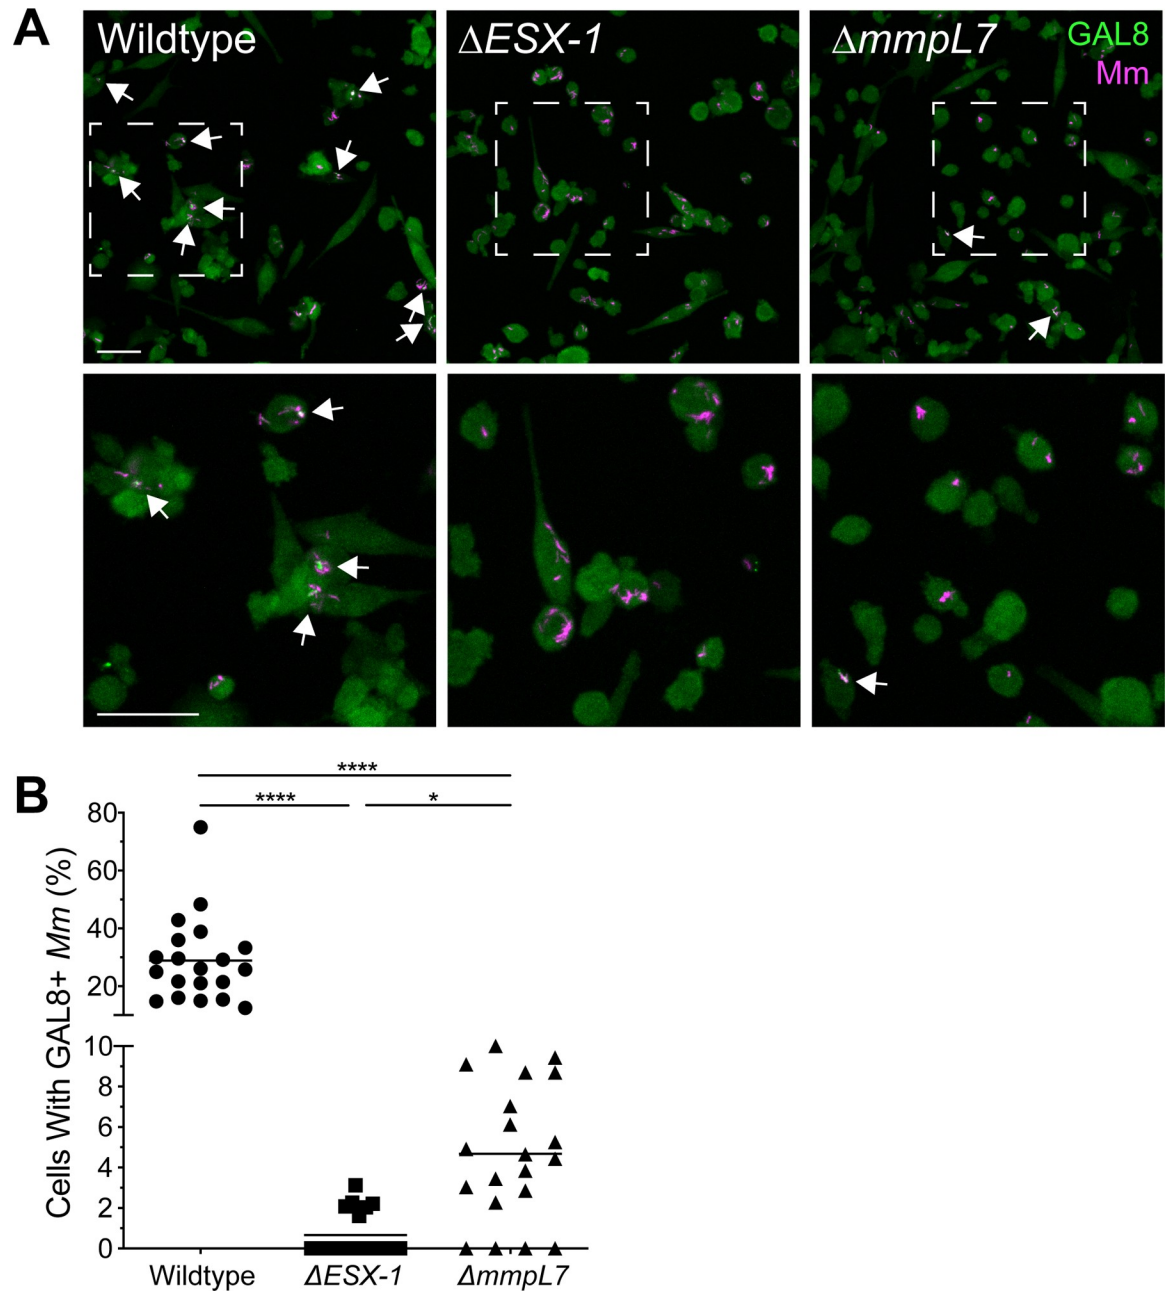 A
Wildtype
ΔESX-1
ΔmmpL7
GAL8
Mm
B
****
****
*
Cells With GAL8+ Mm (%)
80
60
40
20
10
8
6
4
2
0
Wildtype
ΔESX-1
ΔmmpL7